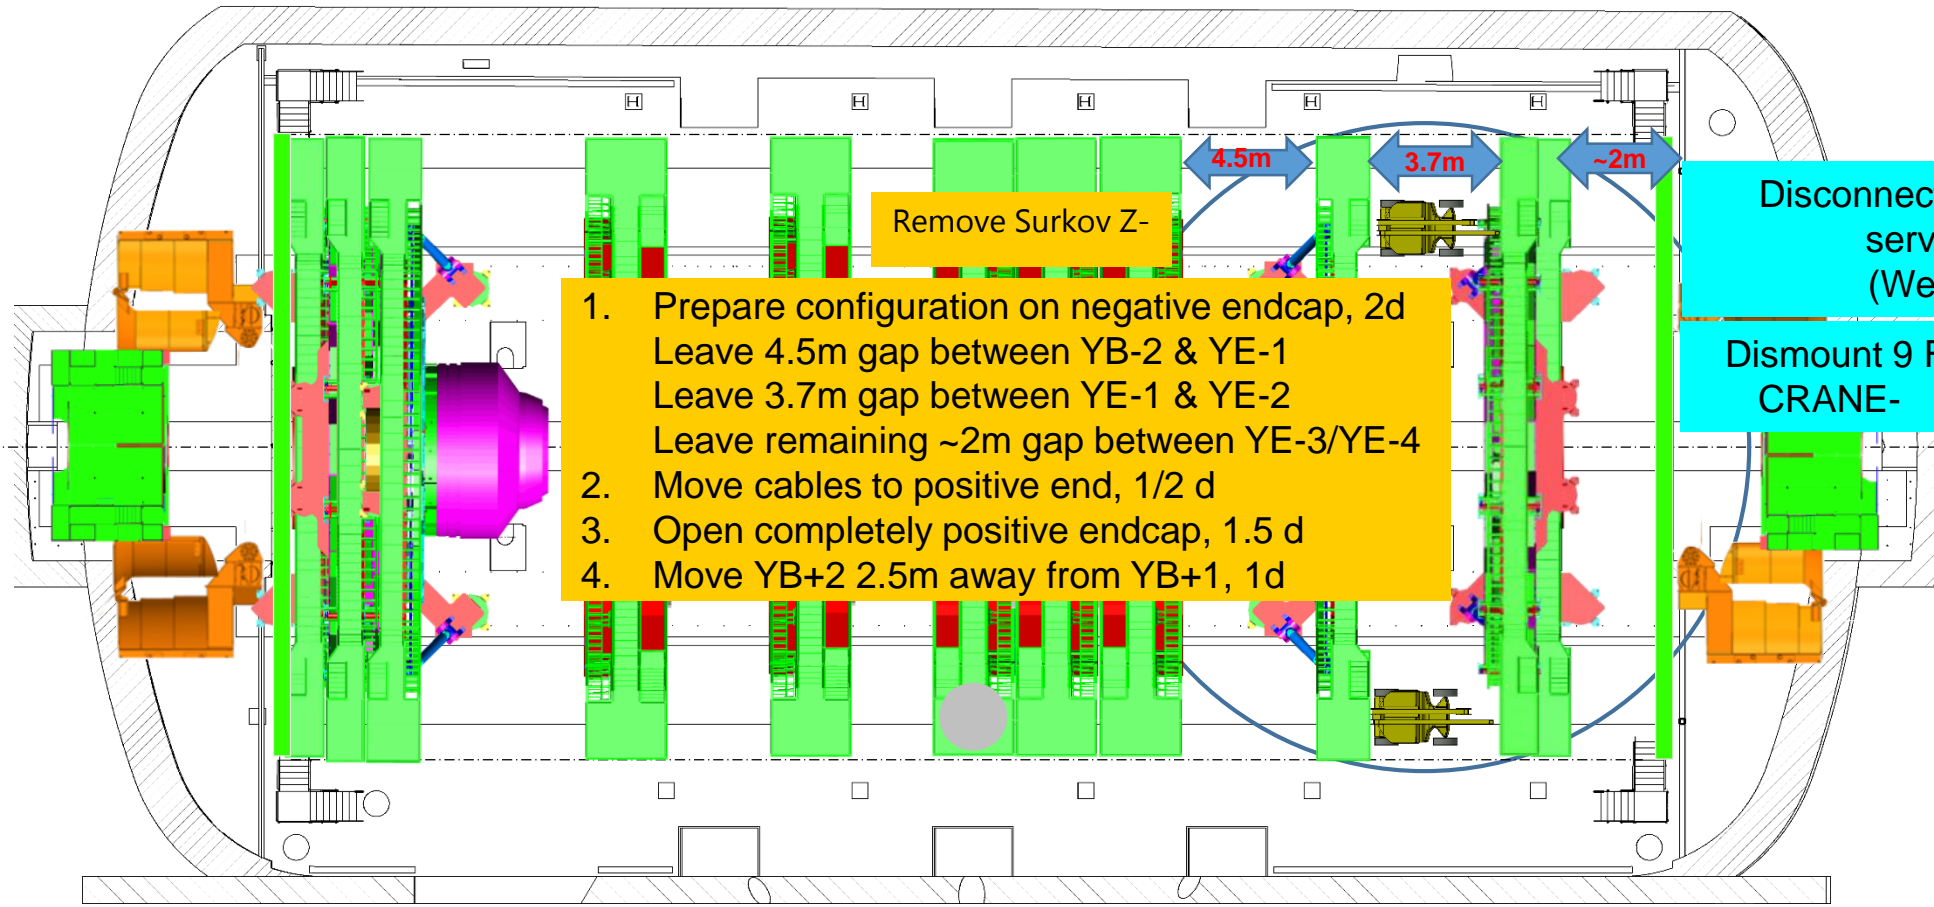 4.5m
3.7m
~2m
Remove Surkov Z-
Disconnect
serv
(We
Dismount 9 F
CRANE-
1. Prepare configuration on negative endcap, 2d
Leave 4.5m gap between YB-2 & YE-1
Leave 3.7m gap between YE-1 & YE-2
Leave remaining ~2m gap between YE-3/YE-4
2. Move cables to positive end, 1/2 d
3. Open completely positive endcap, 1.5 d
4. Move YB+2 2.5m away from YB+1, 1d